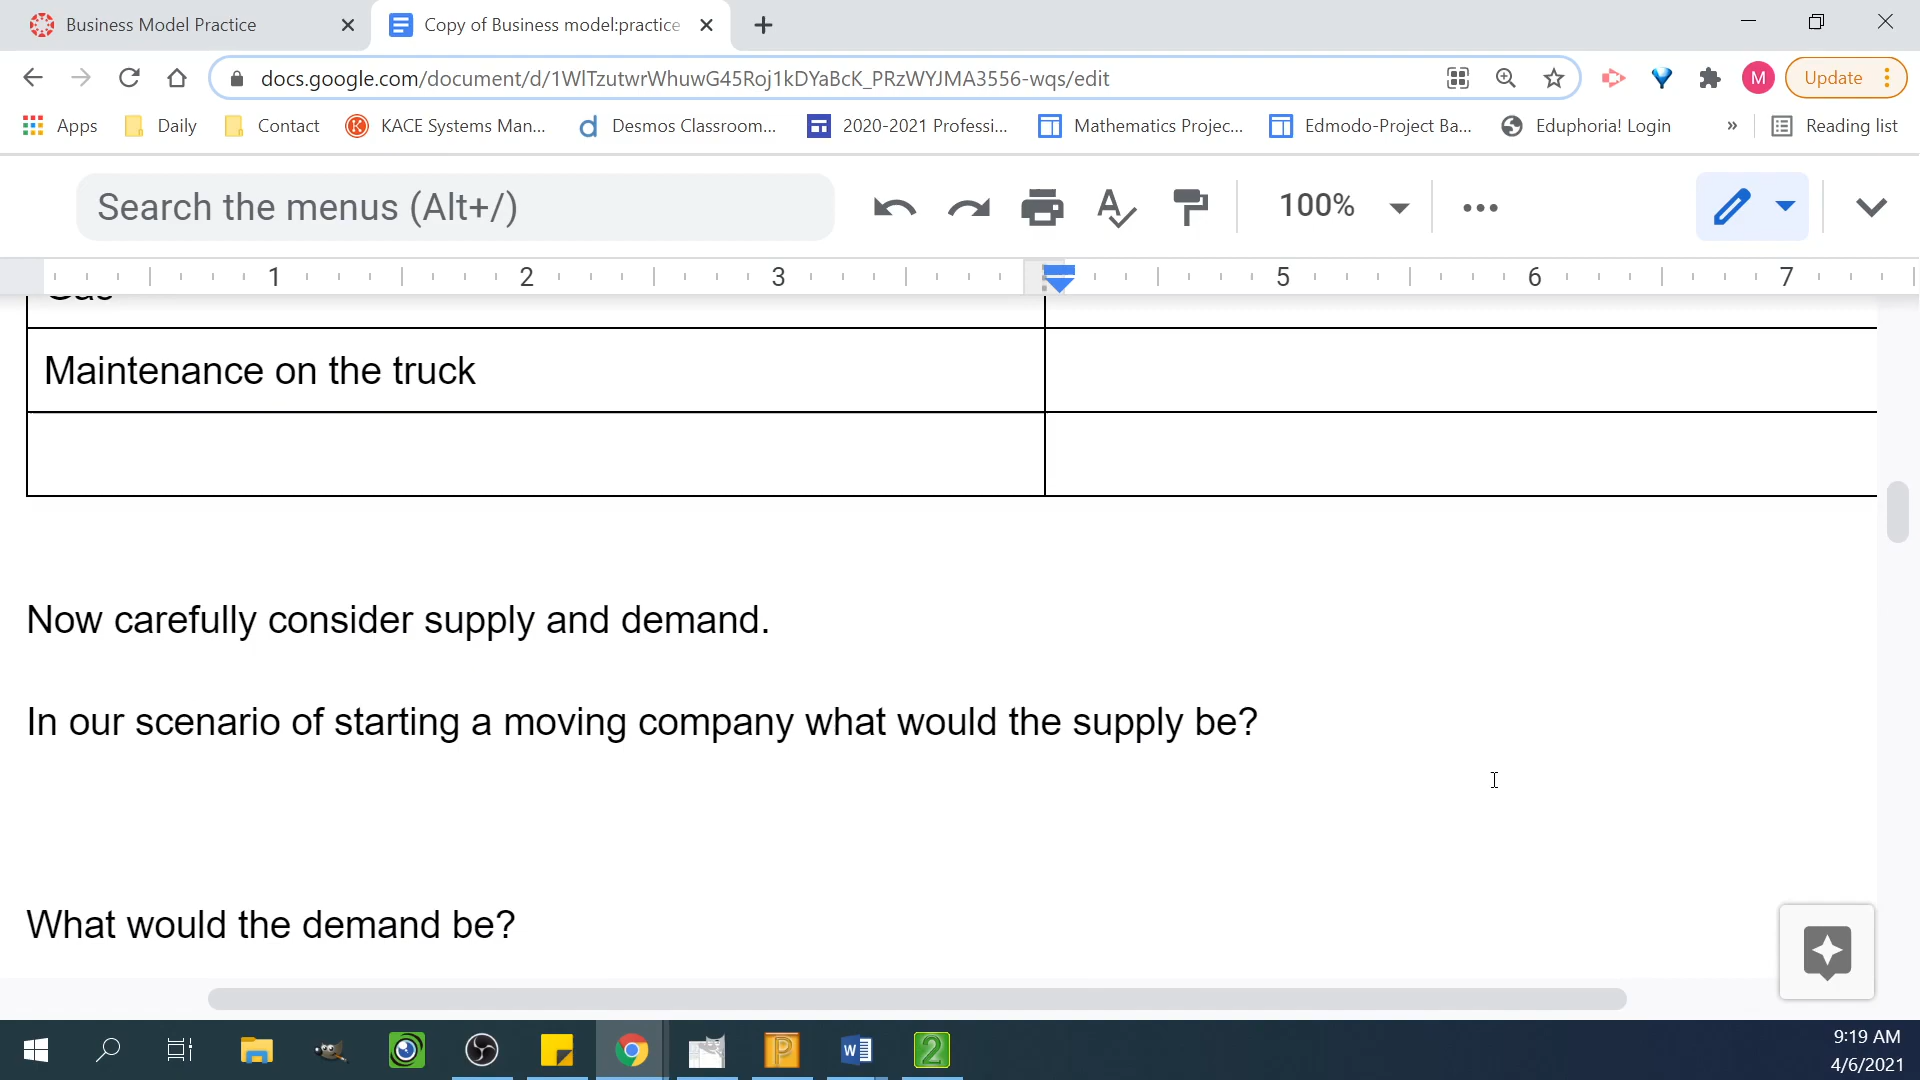 Business Model Practice
Copy of Business model:practice
docs.google.com/document/d/1WlTzutwrWhuwG45Roj1kDYaBcK_PRzWYJMA3556-wqs/edit
M
Update
Apps
Daily
Contact
KACE Systems Man...
Desmos Classroom...
2020-2021 Professi...
Mathematics Projec...
Edmodo-Project Ba...
Euphoria! Login
»
Reading list
Search the menus (Alt+/)
100%
1 2 3 5 6 7
Maintenance on the truck
Now carefully consider supply and demand.
In our scenario of starting a moving company what would the supply be?
What would the demand be?
9:19 AM
4/6/2021